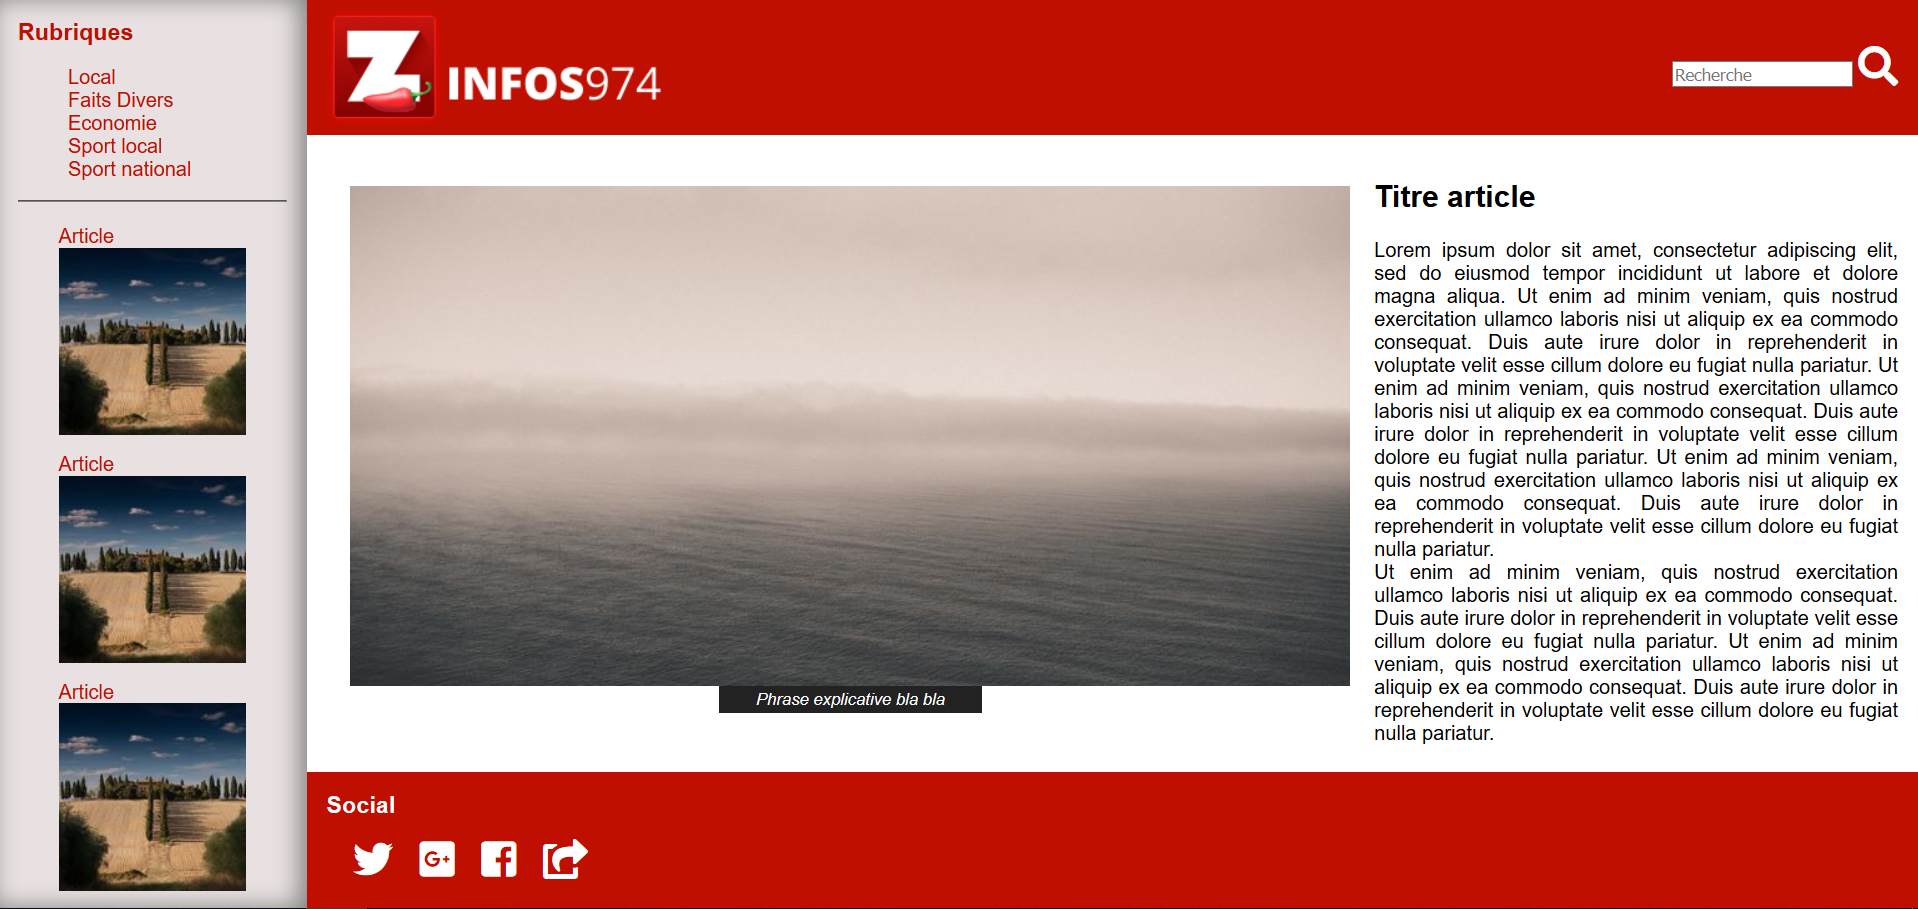 Rubriques
Local
Faits Divers
Economie
Sport local
Sport national
Article
Article
Article
Z INFOS974
Recherche
Phrase explicative bla bla
Titre article
Lorem ipsum dolor sit amet, consectetur adipiscing elit,
sed do eiusmod tempor incididunt ut labore et dolore
magna aliqua. Ut enim ad minim veniam, quis nostrud
exercitation ullamco laboris nisi ut aliquip ex ea commodo
consequat. Duis aute irure dolor in reprehenderit in
voluptate velit esse cillum dolore eu fugiat nulla pariatur. Ut
enim ad minim veniam, quis nostrud exercitation ullamco
laboris nisi ut aliquip ex ea commodo consequat. Duis aute
irure dolor in reprehenderit in voluptate velit esse cillum
dolore eu fugiat nulla pariatur. Ut enim ad minim veniam,
quis nostrud exercitation ullamco laboris nisi ut aliquip ex
ea commodo consequat. Duis aute irure dolor in
reprehenderit in voluptate velit esse cillum dolore eu fugiat
nulla pariatur.
Ut enim ad minim veniam, quis nostrud exercitation
ullamco laboris nisi ut aliquip ex ea commodo consequat.
Duis aute irure dolor in reprehenderit in voluptate velit esse
cillum dolore eu fugiat nulla pariatur. Ut enim ad minim
veniam, quis nostrud exercitation ullamco laboris nisi ut
aliquip ex ea commodo consequat. Duis aute irure dolor in
reprehenderit in voluptate velit esse cillum dolore eu fugiat
nulla pariatur.
Social
G+